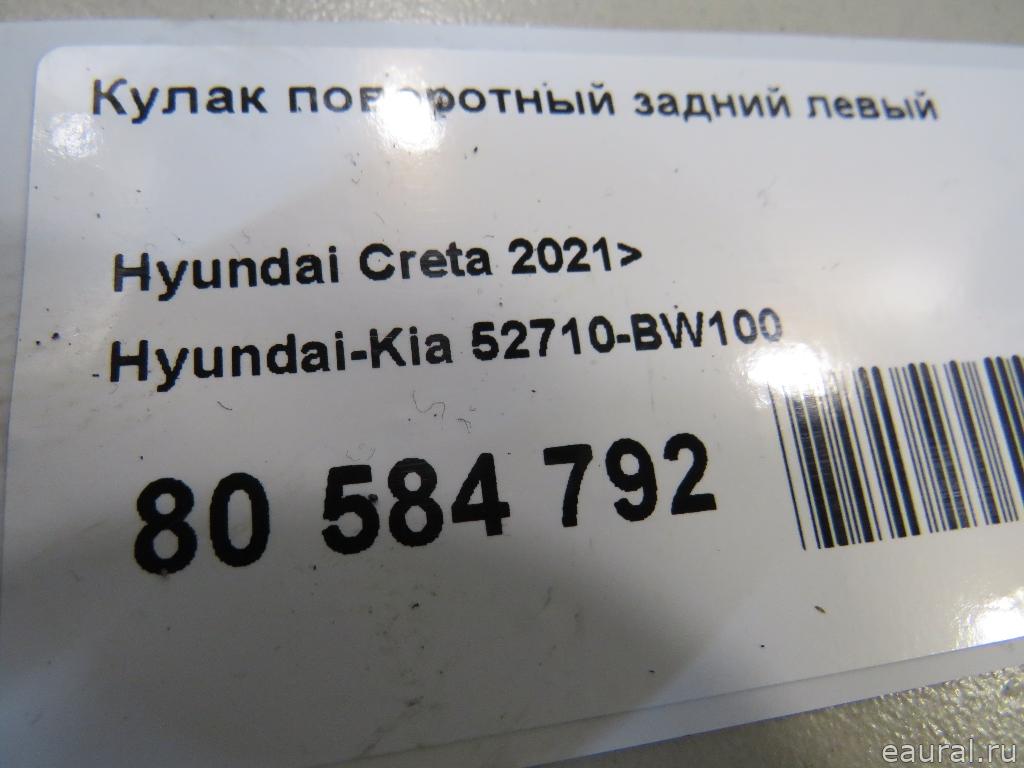 Кулак поворотный задний левый
Hyundai Creta 2021>
Hyundai-Kia 52710-BW100
80 584 792
eaural.ru